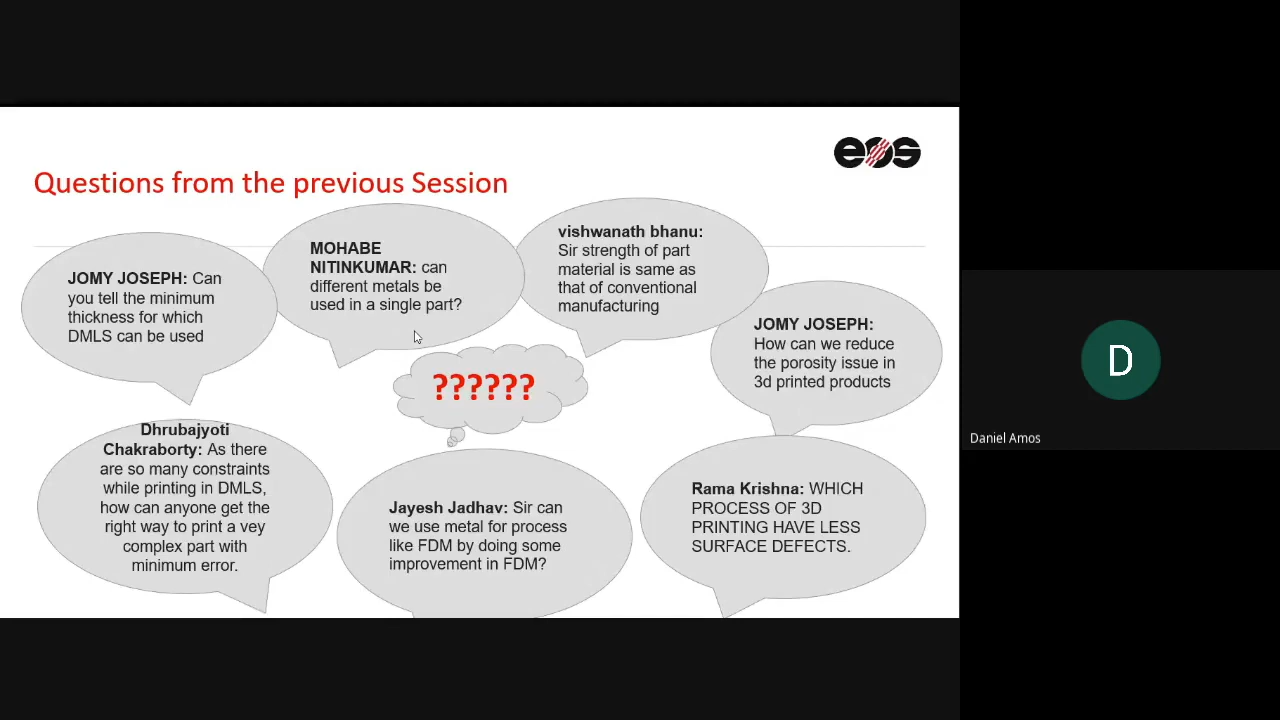 eos
Questions from the previous Session
JOMY JOSEPH: Can
you tell the minimum
thickness for which
DMLS can be used
MOHABE
NITINKUMAR: can
different metals be
used in a single part?
vishwanath bhanu:
Sir strength of part
material is same as
that of conventional
manufacturing
JOMY JOSEPH:
How can we reduce
the porosity issue in
3d printed products
??????
Dhrubajyoti
Chakraborty: As there
are so many constraints
while printing in DMLS,
how can anyone get the
right way to print a vey
complex part with
minimum error.
Jayesh Jadhav: Sir can
we use metal for process
like FDM by doing some
improvement in FDM?
Rama Krishna: WHICH
PROCESS OF 3D
PRINTING HAVE LESS
SURFACE DEFECTS.
D
Daniel Amos